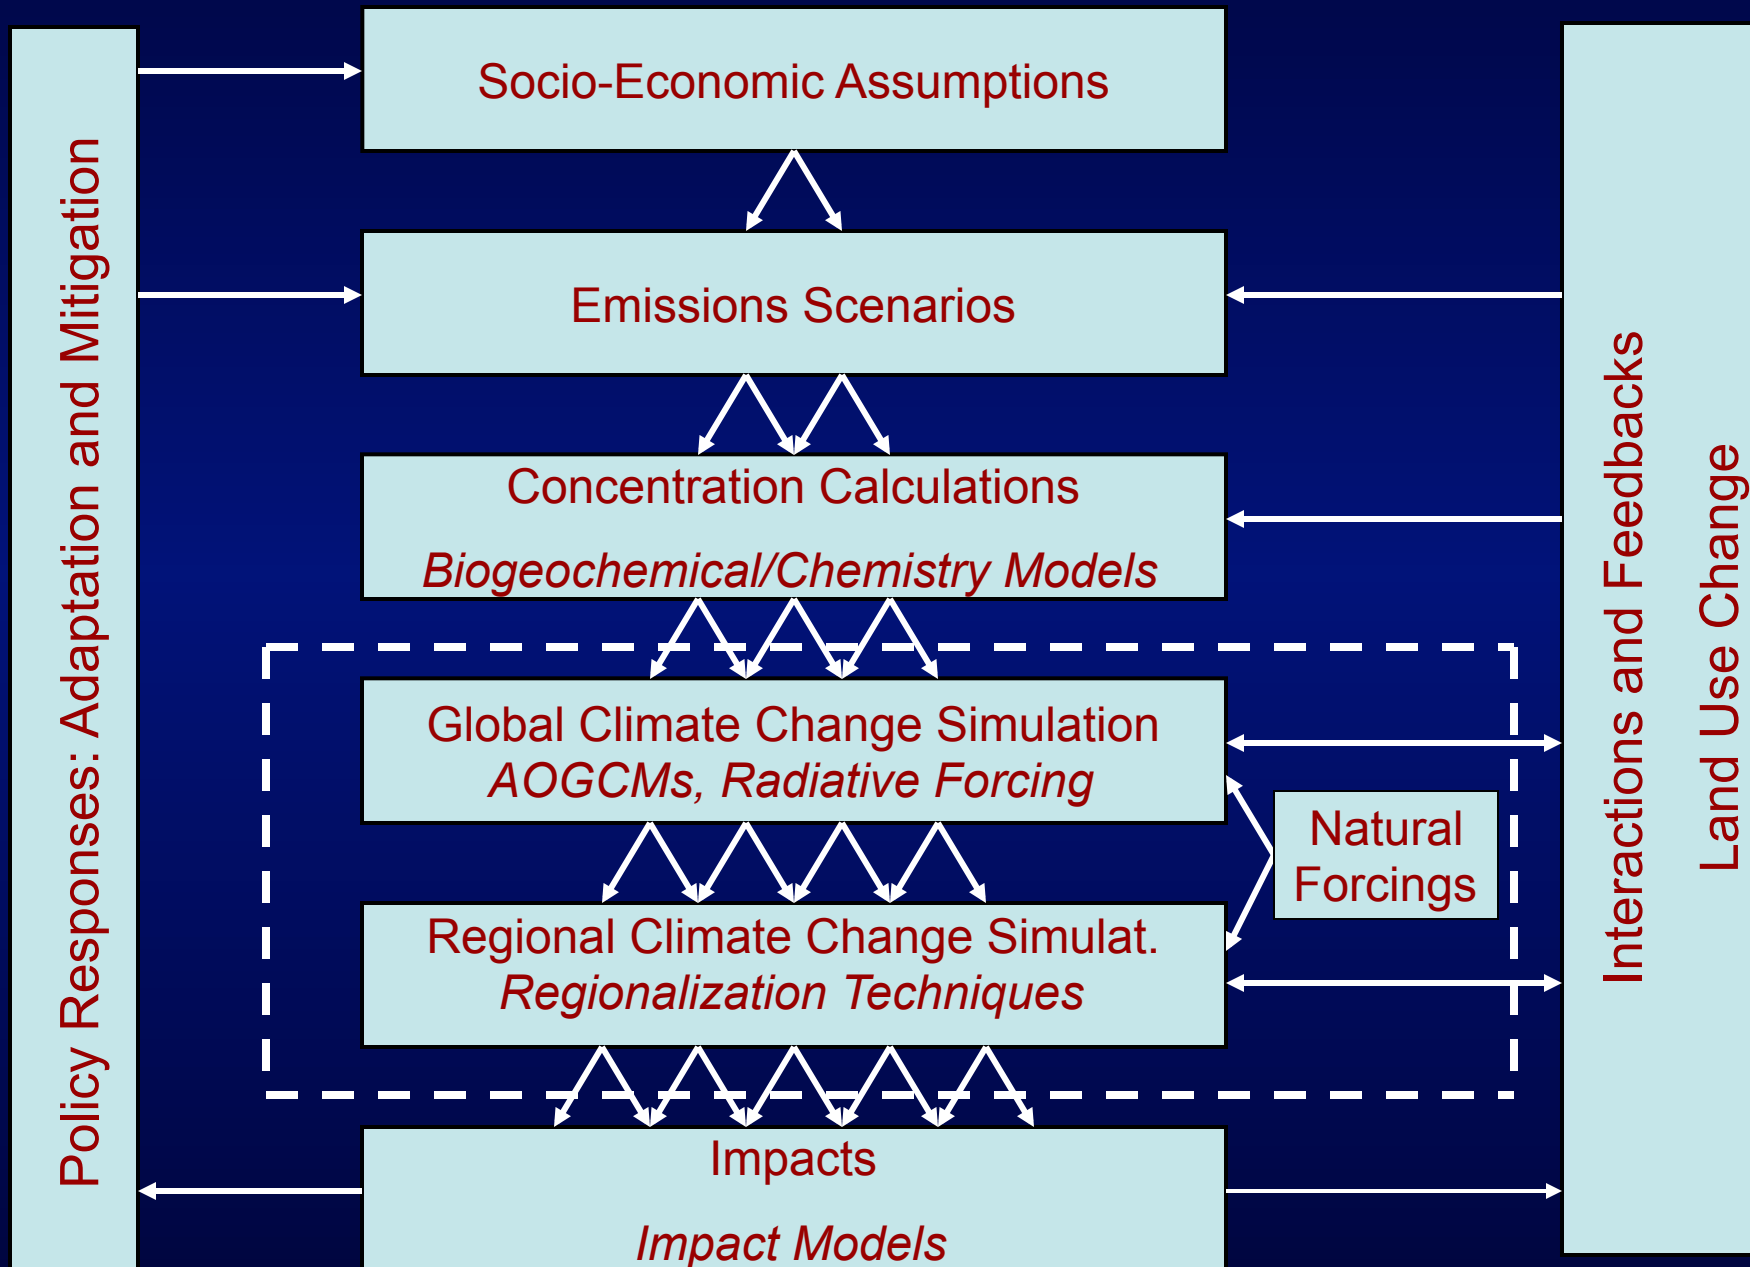 Policy Responses: Adaptation and Mitigation
Socio-Economic Assumptions
Emissions Scenarios
Concentration Calculations
Biogeochemical/Chemistry Models
Global Climate Change Simulation
AOGCMs, Radiative Forcing
Natural
Forcings
Regional Climate Change Simulat.
Regionalization Techniques
Impacts
Impact Models
Interactions and Feedbacks
Land Use Change